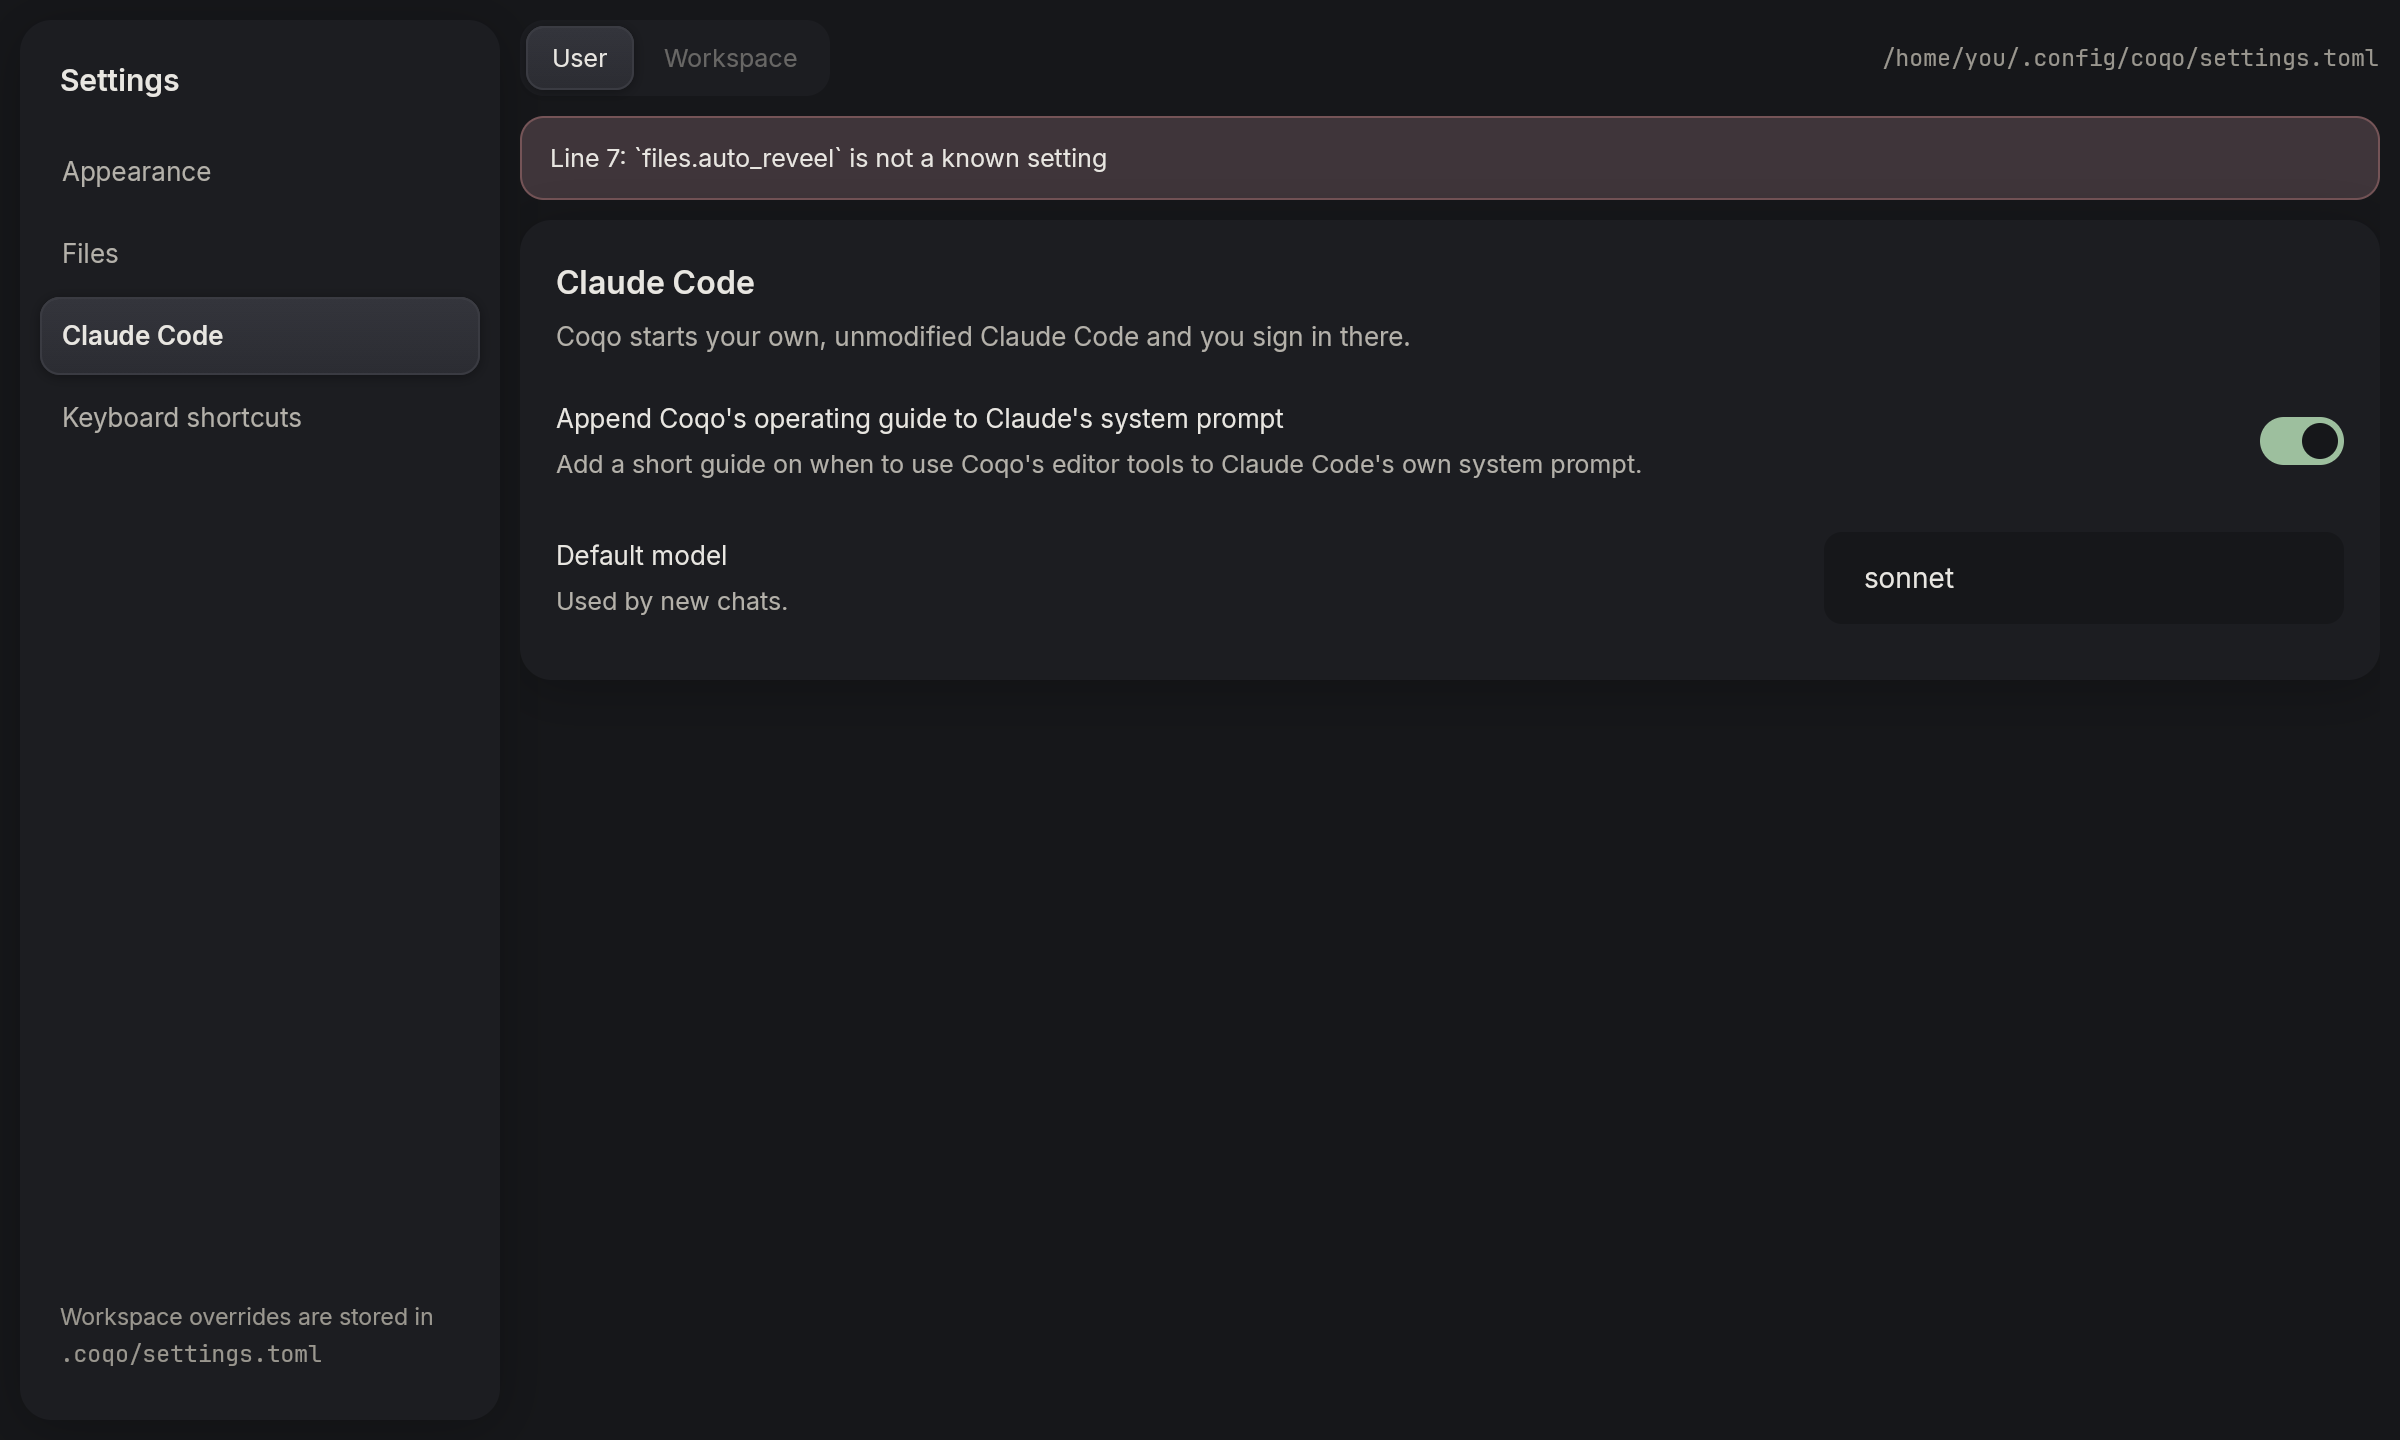 Settings
Appearance
Files
Claude Code
Keyboard shortcuts
Workspace overrides are stored in
.coqo/settings.toml
User
Workspace
/home/you/.config/coqo/settings.toml
Line 7: `files.auto_reveel` is not a known setting
Claude Code
Coqo starts your own, unmodified Claude Code and you sign in there.
Append Coqo's operating guide to Claude's system prompt
Add a short guide on when to use Coqo's editor tools to Claude Code's own system prompt.
Default model
Used by new chats.
sonnet